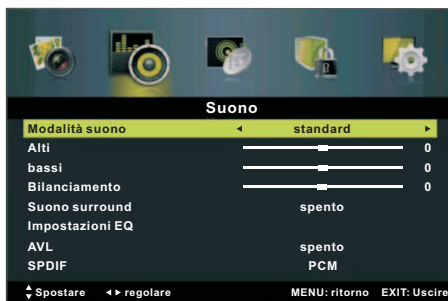 Suono
Modalità suono standard
Alti 0
bassi 0
Bilanciamento 0
Suono surround spento
Impostazioni EQ
AVL spento
SPDIF PCM
Spostare regolare MENU: ritorno EXIT: Uscire